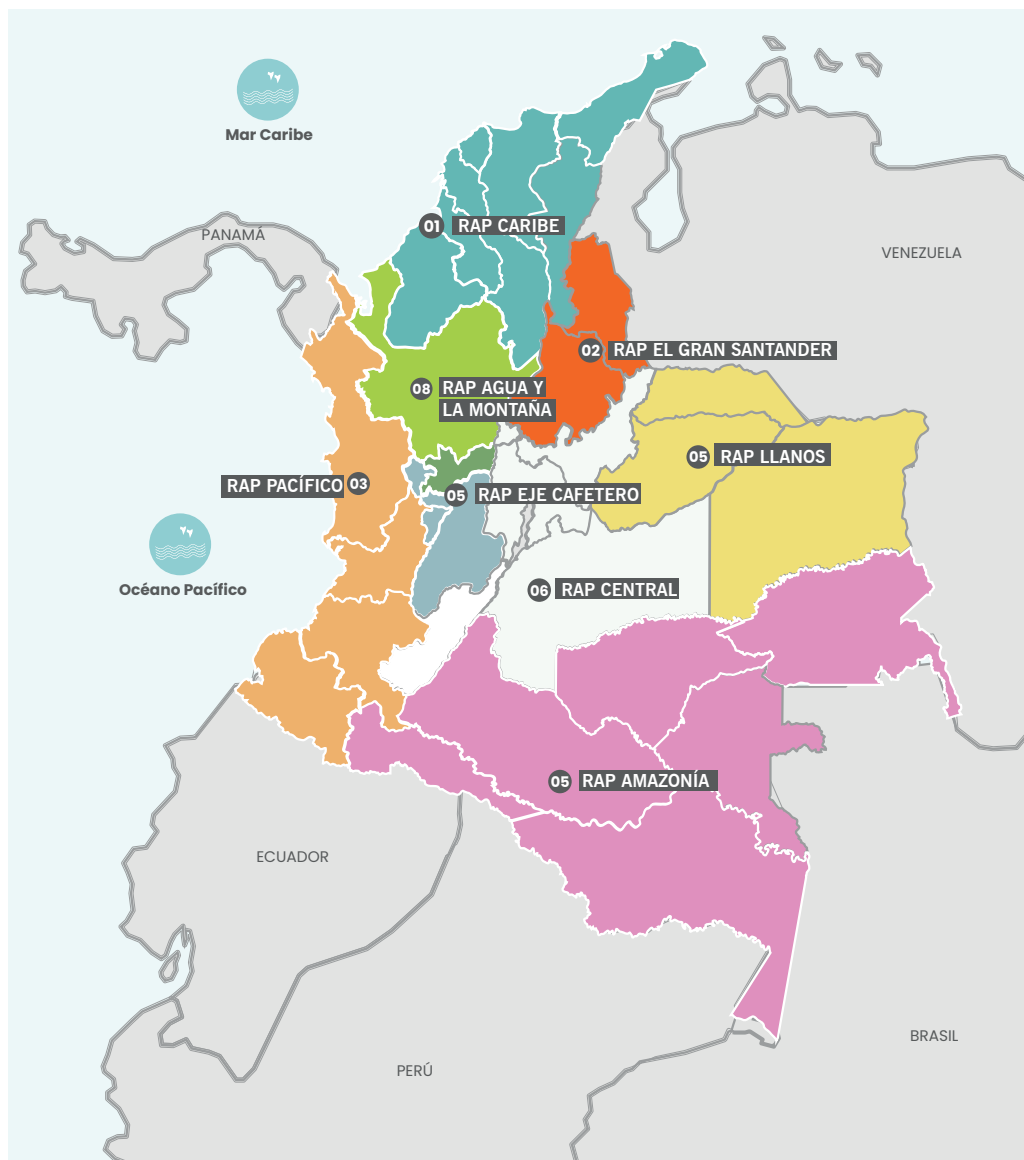 Mar Caribe
01 RAP CARIBE
PANAMÁ
VENEZUELA
02 RAP EL GRAN SANTANDER
08 RAP AGUA Y
LA MONTAÑA
05 RAP LLANOS
RAP PACÍFICO 03
05 RAP EJE CAFETERO
Océano Pacífico
06 RAP CENTRAL
05 RAP AMAZONÍA
ECUADOR
BRASIL
PERÚ